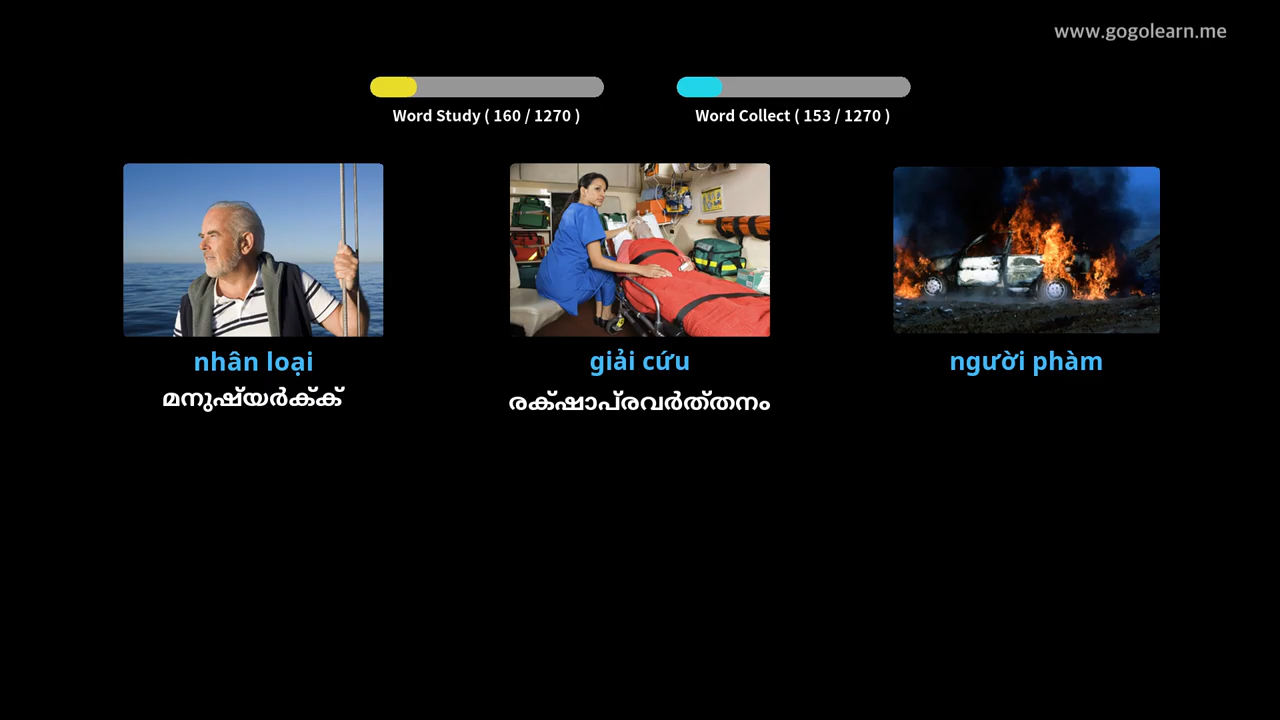 www.gogolearn.me
Word Study ( 160 / 1270 )
Word Collect ( 153 / 1270 )
nhân loại
മനുഷ്യർക്ക്
giải cứu
രക്ഷാപ്രവർത്തനം
người phàm